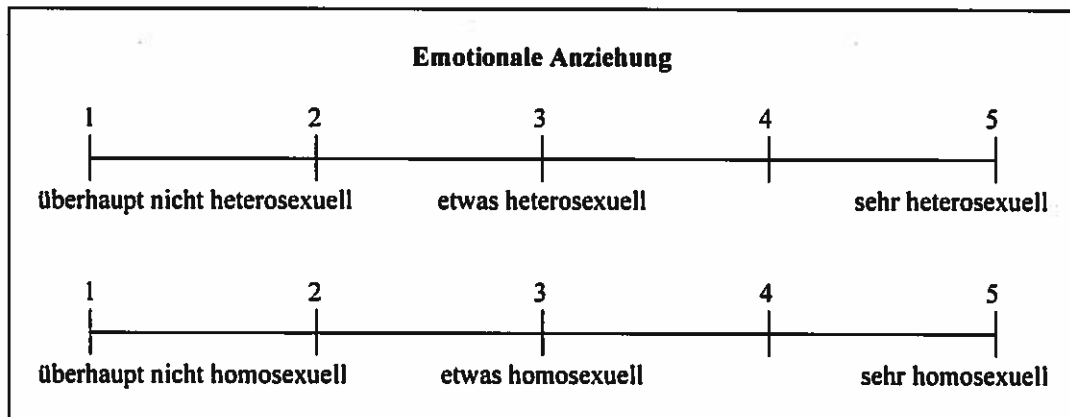 Emotionale Anziehung
1 2 3 4 5
überhaupt nicht heterosexuell etwas heterosexuell sehr heterosexuell
1 2 3 4 5
überhaupt nicht homosexuell etwas homosexuell sehr homosexuell